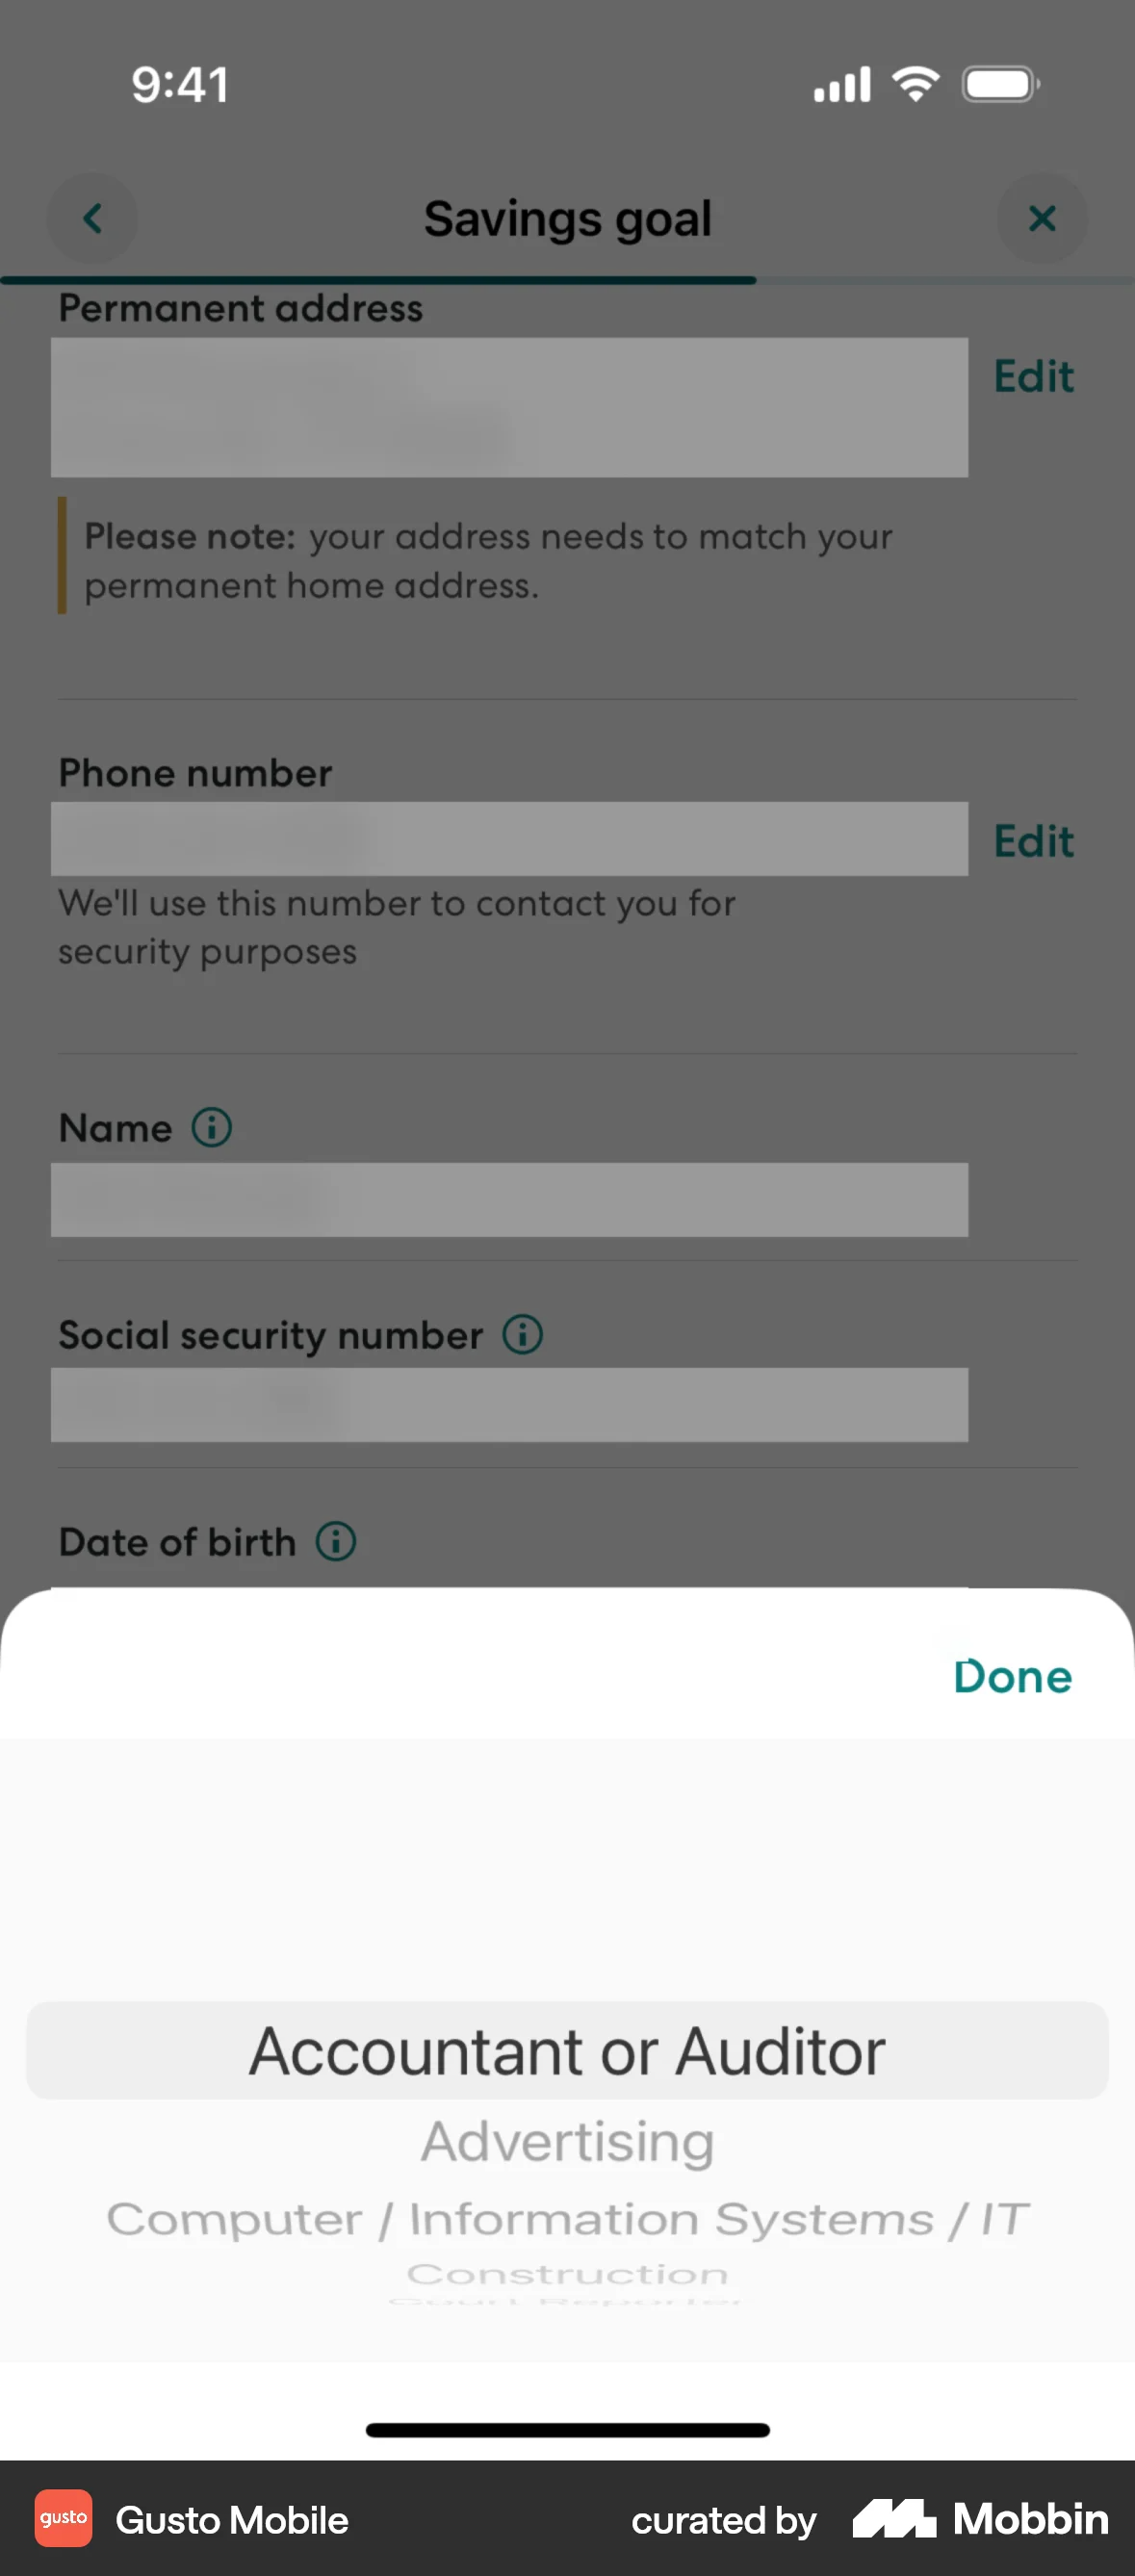 9:41
Savings goal
Permanent address
Edit
Please note: your address needs to match your
permanent home address.
Phone number
Edit
We'll use this number to contact you for
security purposes
Name
Social security number
Date of birth
Done
Accountant or Auditor
Advertising
Computer / Information Systems / IT
Construction
Court Reporter
gusto Gusto Mobile curated by Mobbin